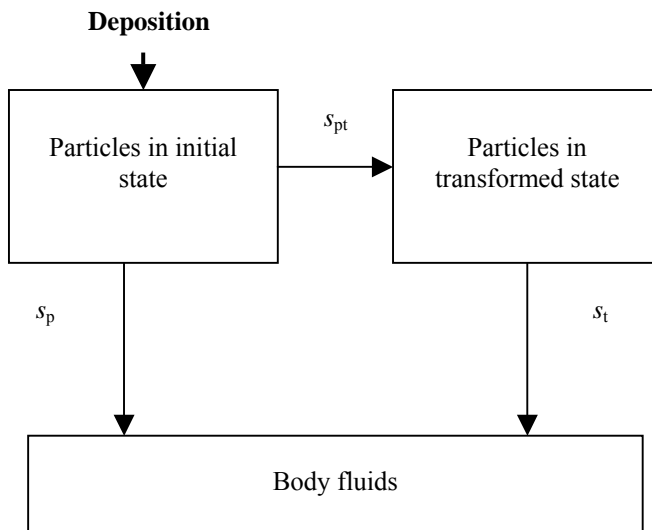 Deposition
Particles in initial
state
s_pt
Particles in
transformed state
s_p
s_t
Body fluids